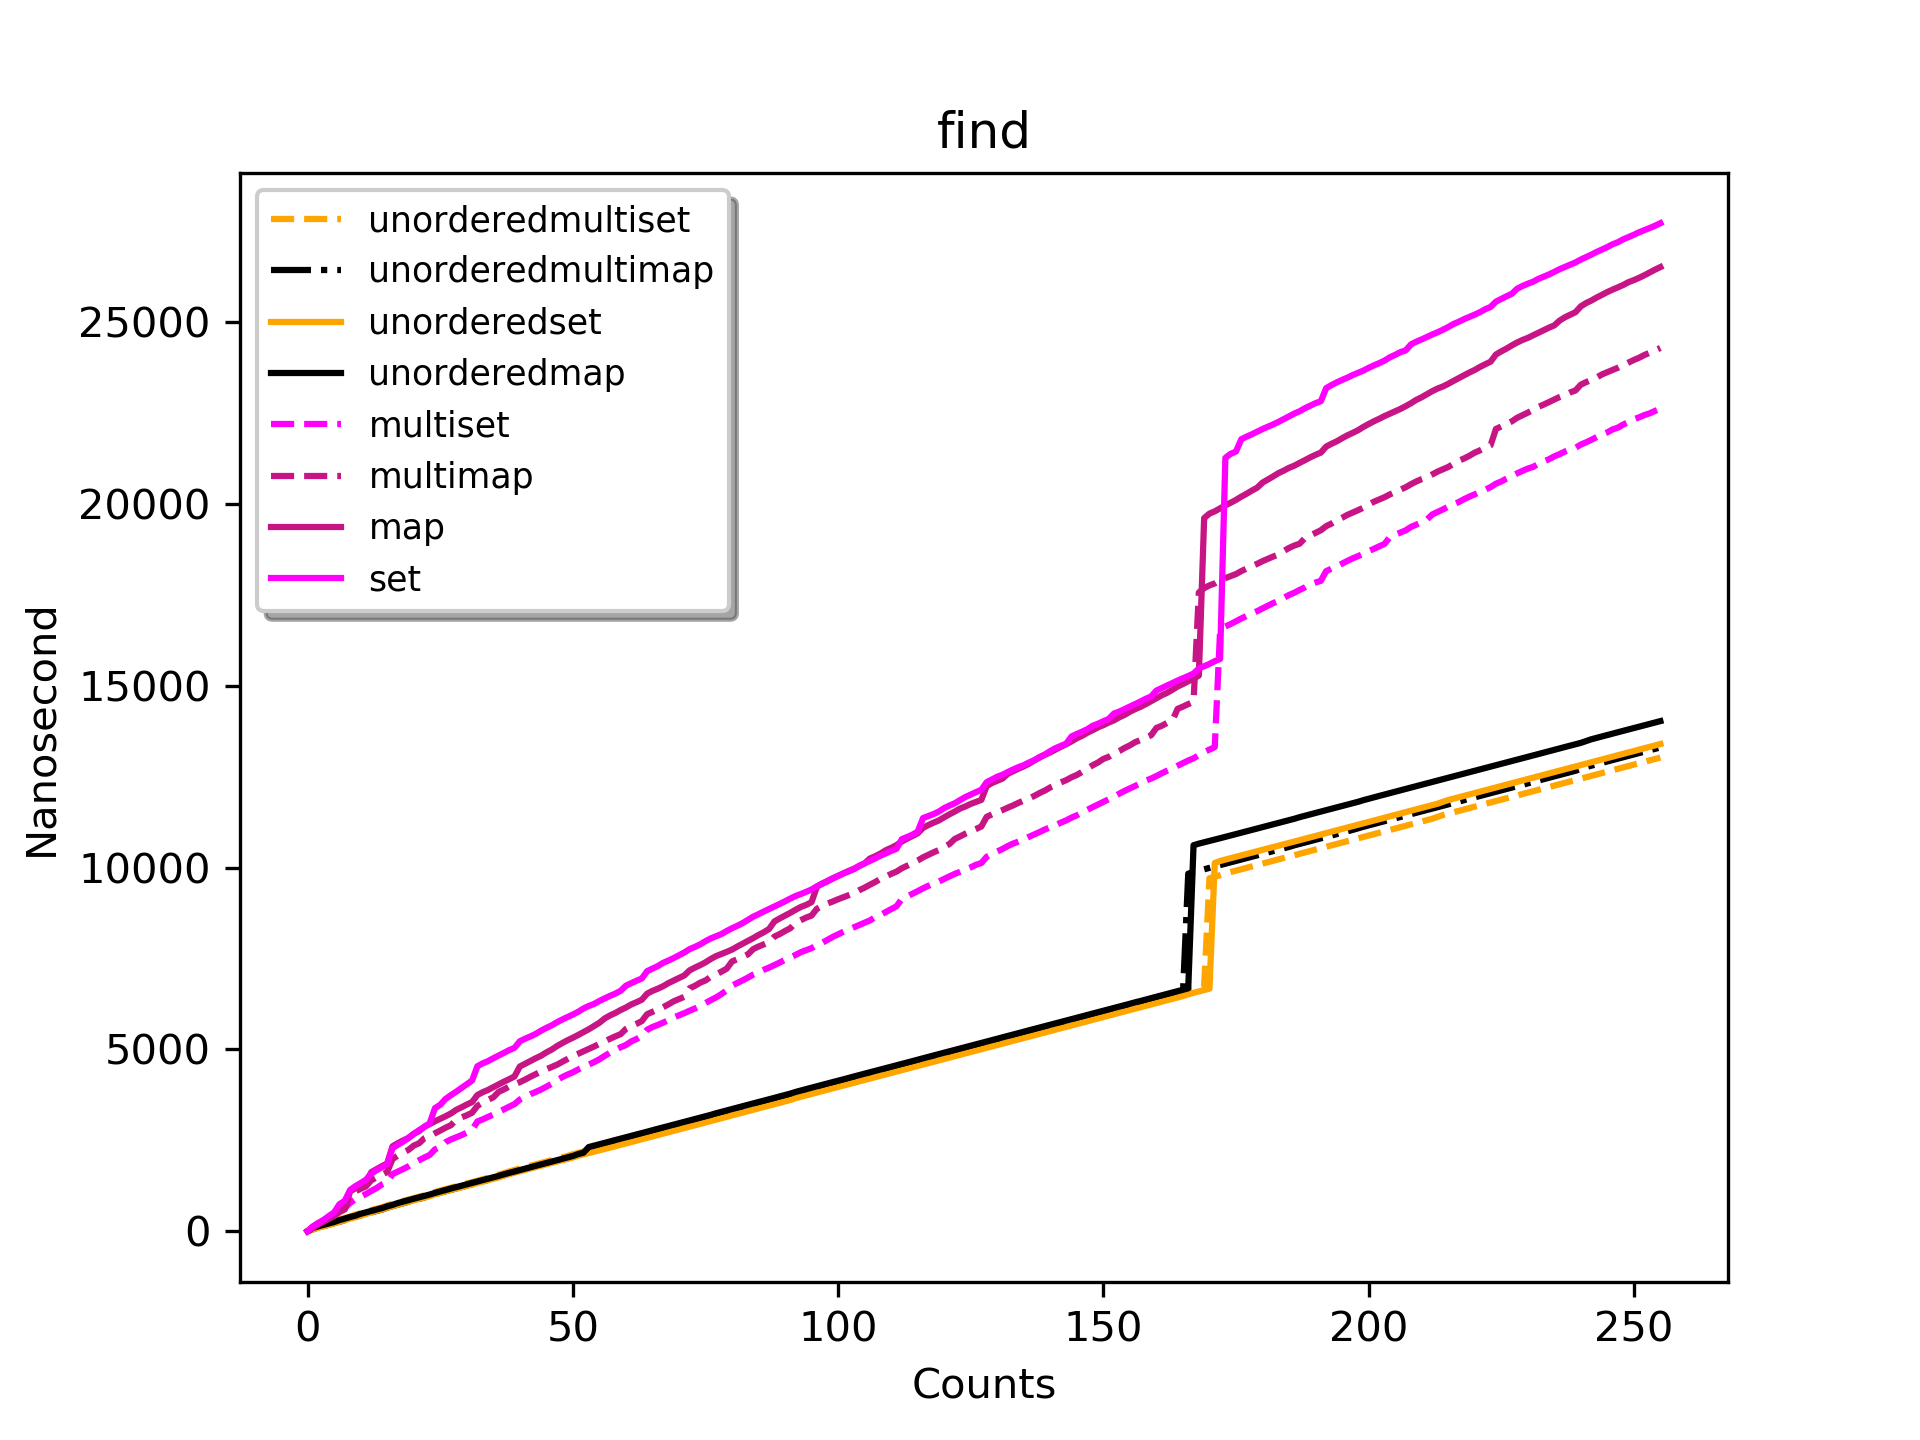 find
unorderedmultiset
unorderedmultimap
unorderedset
unorderedmap
multiset
multimap
map
set
25000
20000
15000
10000
5000
0
Nanosecond
0 50 100 150 200 250
Counts